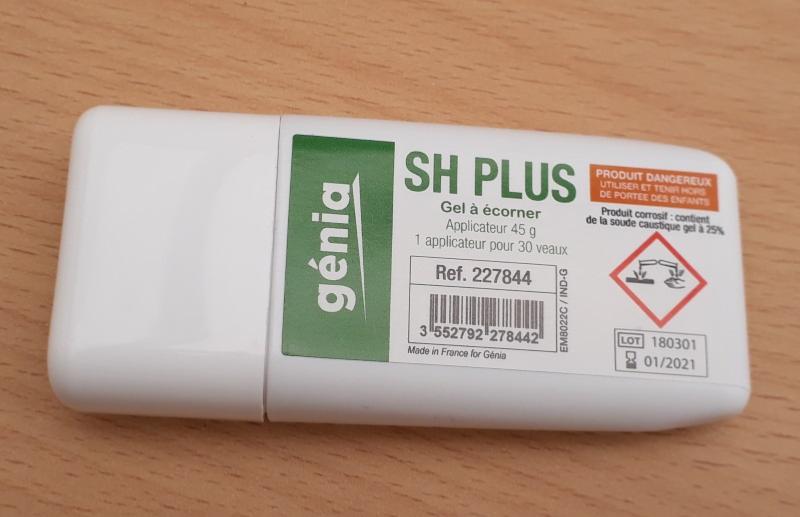 génia
SH PLUS
Gel à écorner
Applicateur 45 g
1 applicateur pour 30 veaux
Ref. 227844
3 552792 278442
EM8022C / IND-G
Made in France for Génia
PRODUIT DANGEREUX
UTILISER ET TENIR HORS
DE PORTEE DES ENFANTS
Produit corrosif : contient
de la soude caustique gel à 25%
LOT 180301
01/2021